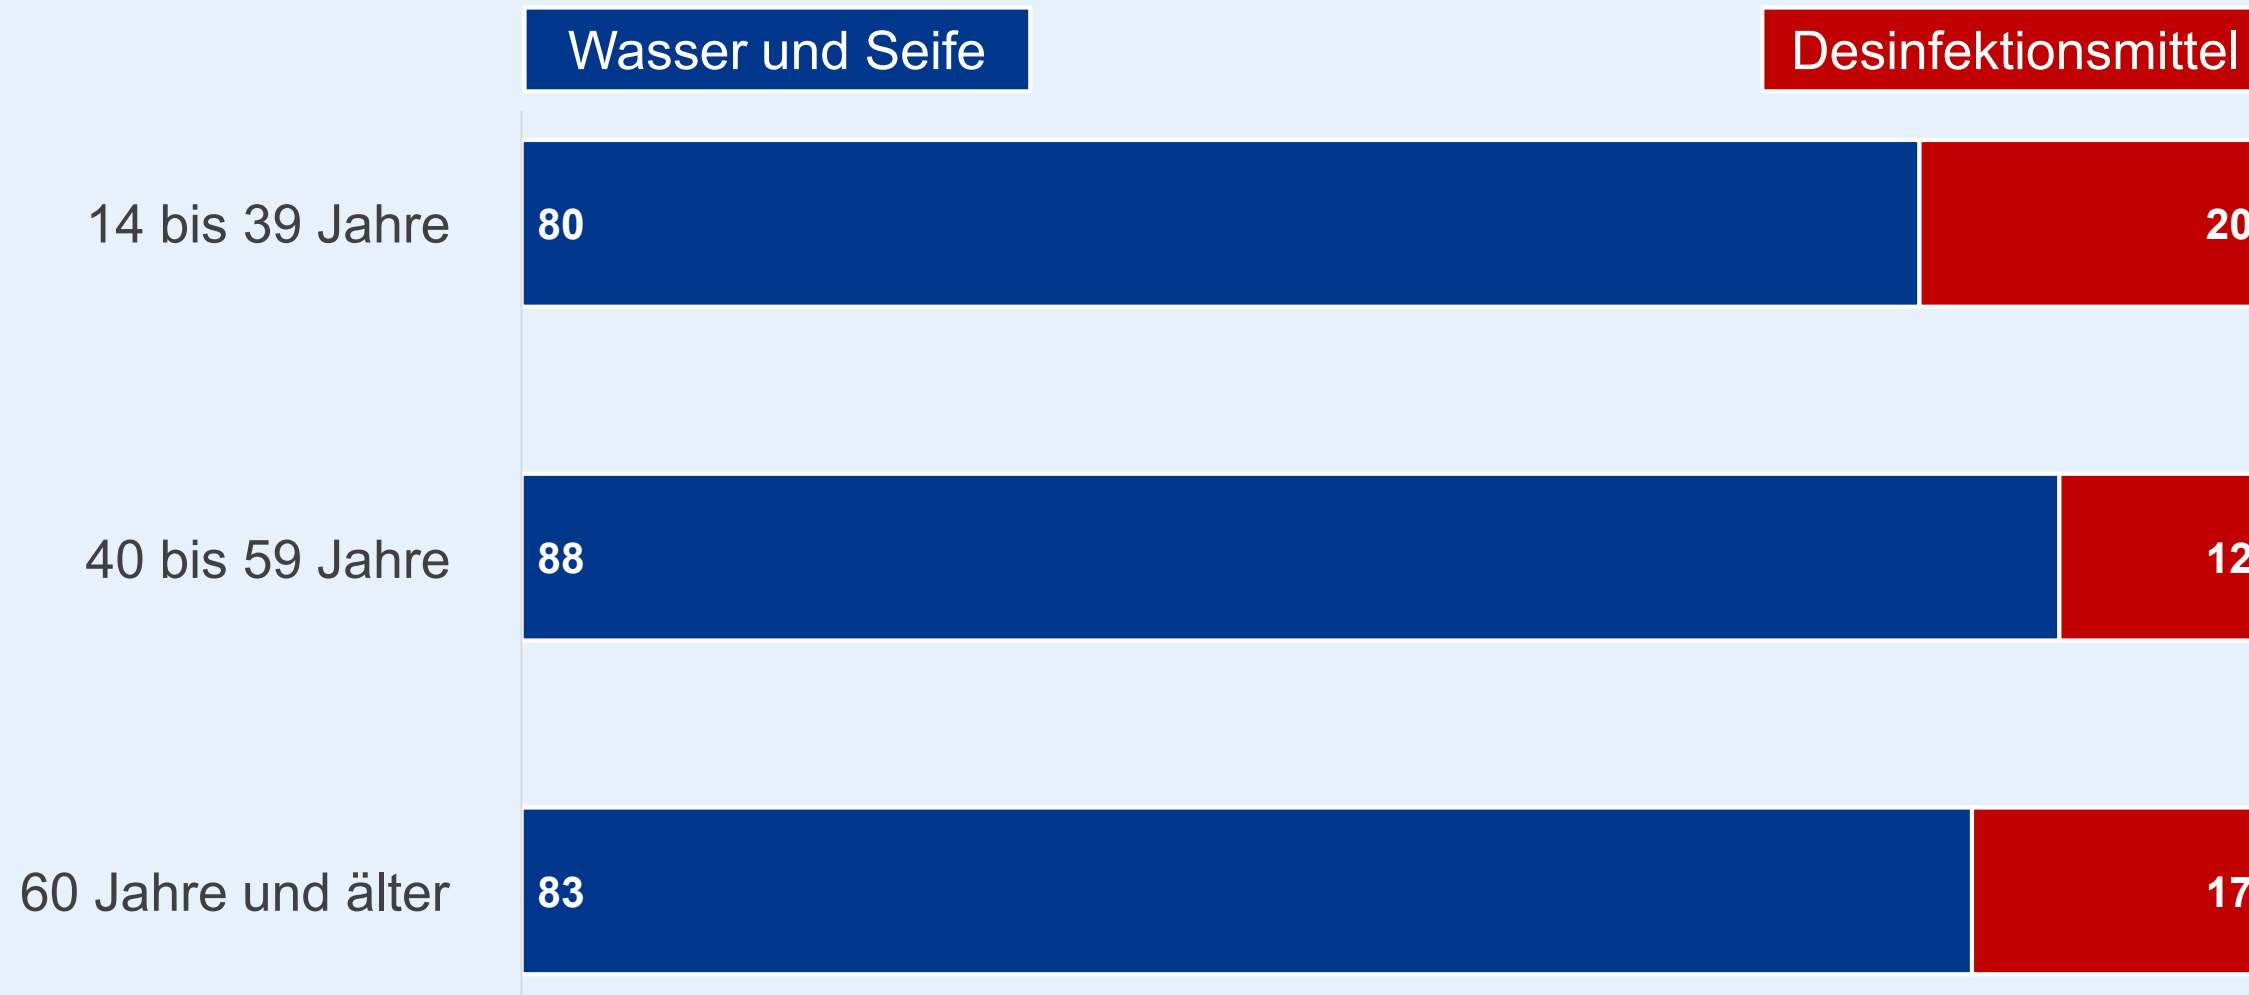 Wasser und Seife Desinfektionsmittel
14 bis 39 Jahre 80 20
40 bis 59 Jahre 88 12
60 Jahre und älter 83 17